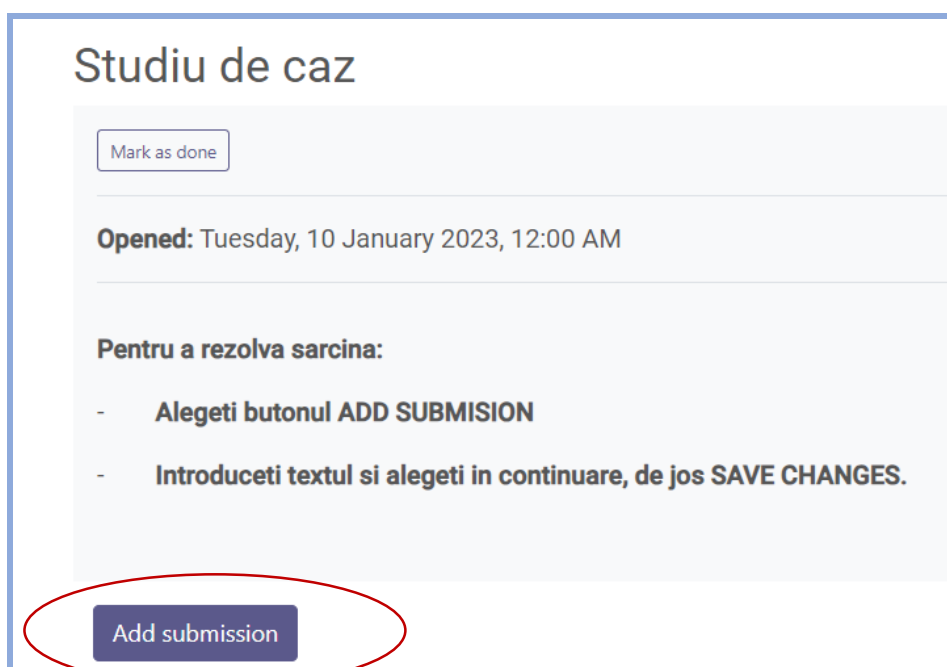 Studiu de caz
Mark as done
Opened: Tuesday, 10 January 2023, 12:00 AM
Pentru a rezolva sarcina:
- Alegeti butonul ADD SUBMISION
- Introduceti textul si alegeti in continuare, de jos SAVE CHANGES.
Add submission